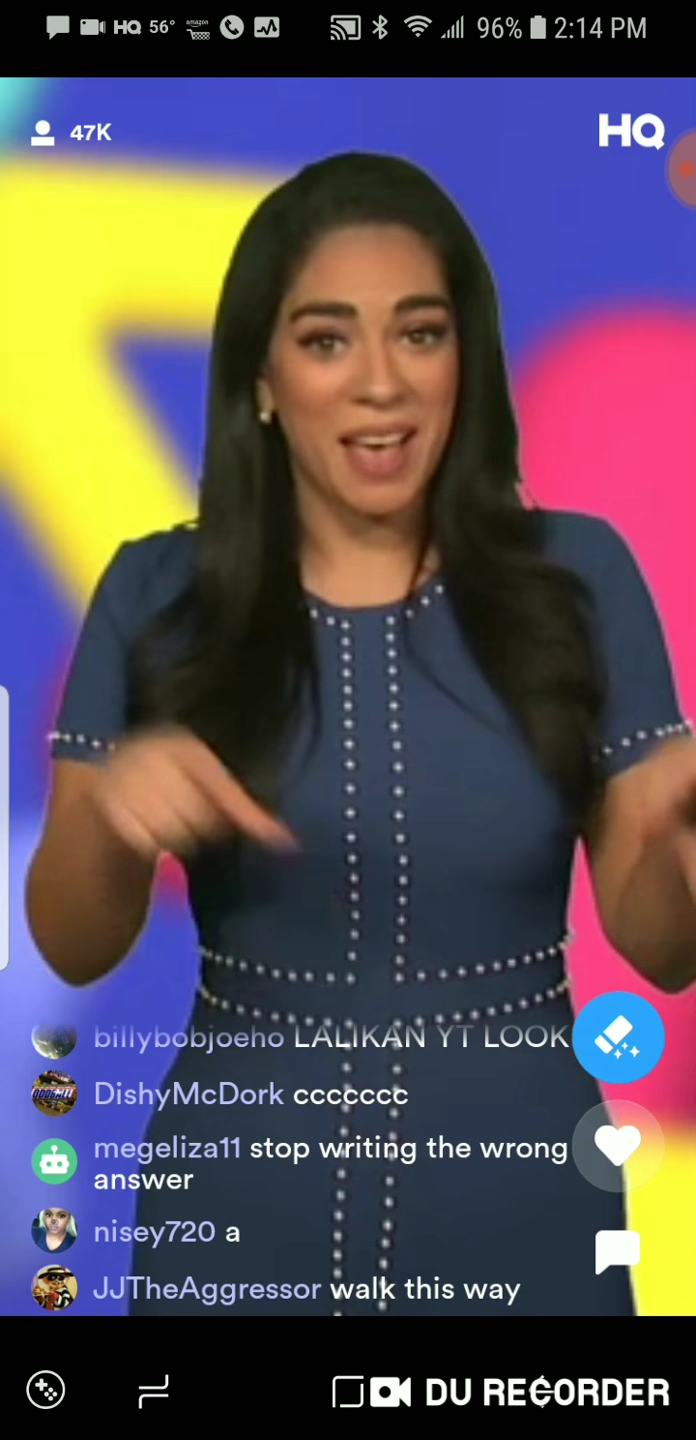 HQ 56° amazon 96% 2:14 PM
47K HQ
billybobjoeho LALIKAN YT LOOK
DishyMcDork ccccccc
megeliza11 stop writing the wrong
answer
nisey720 a
JJTheAggressor walk this way
DU RECORDER